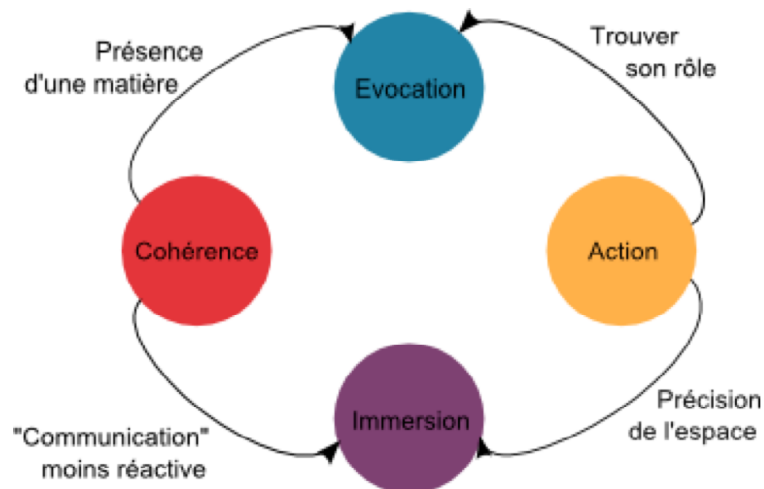 Présence
d'une matière
Trouver
son rôle
Evocation
Cohérence
Action
Immersion
"Communication"
moins réactive
Précision
de l'espace